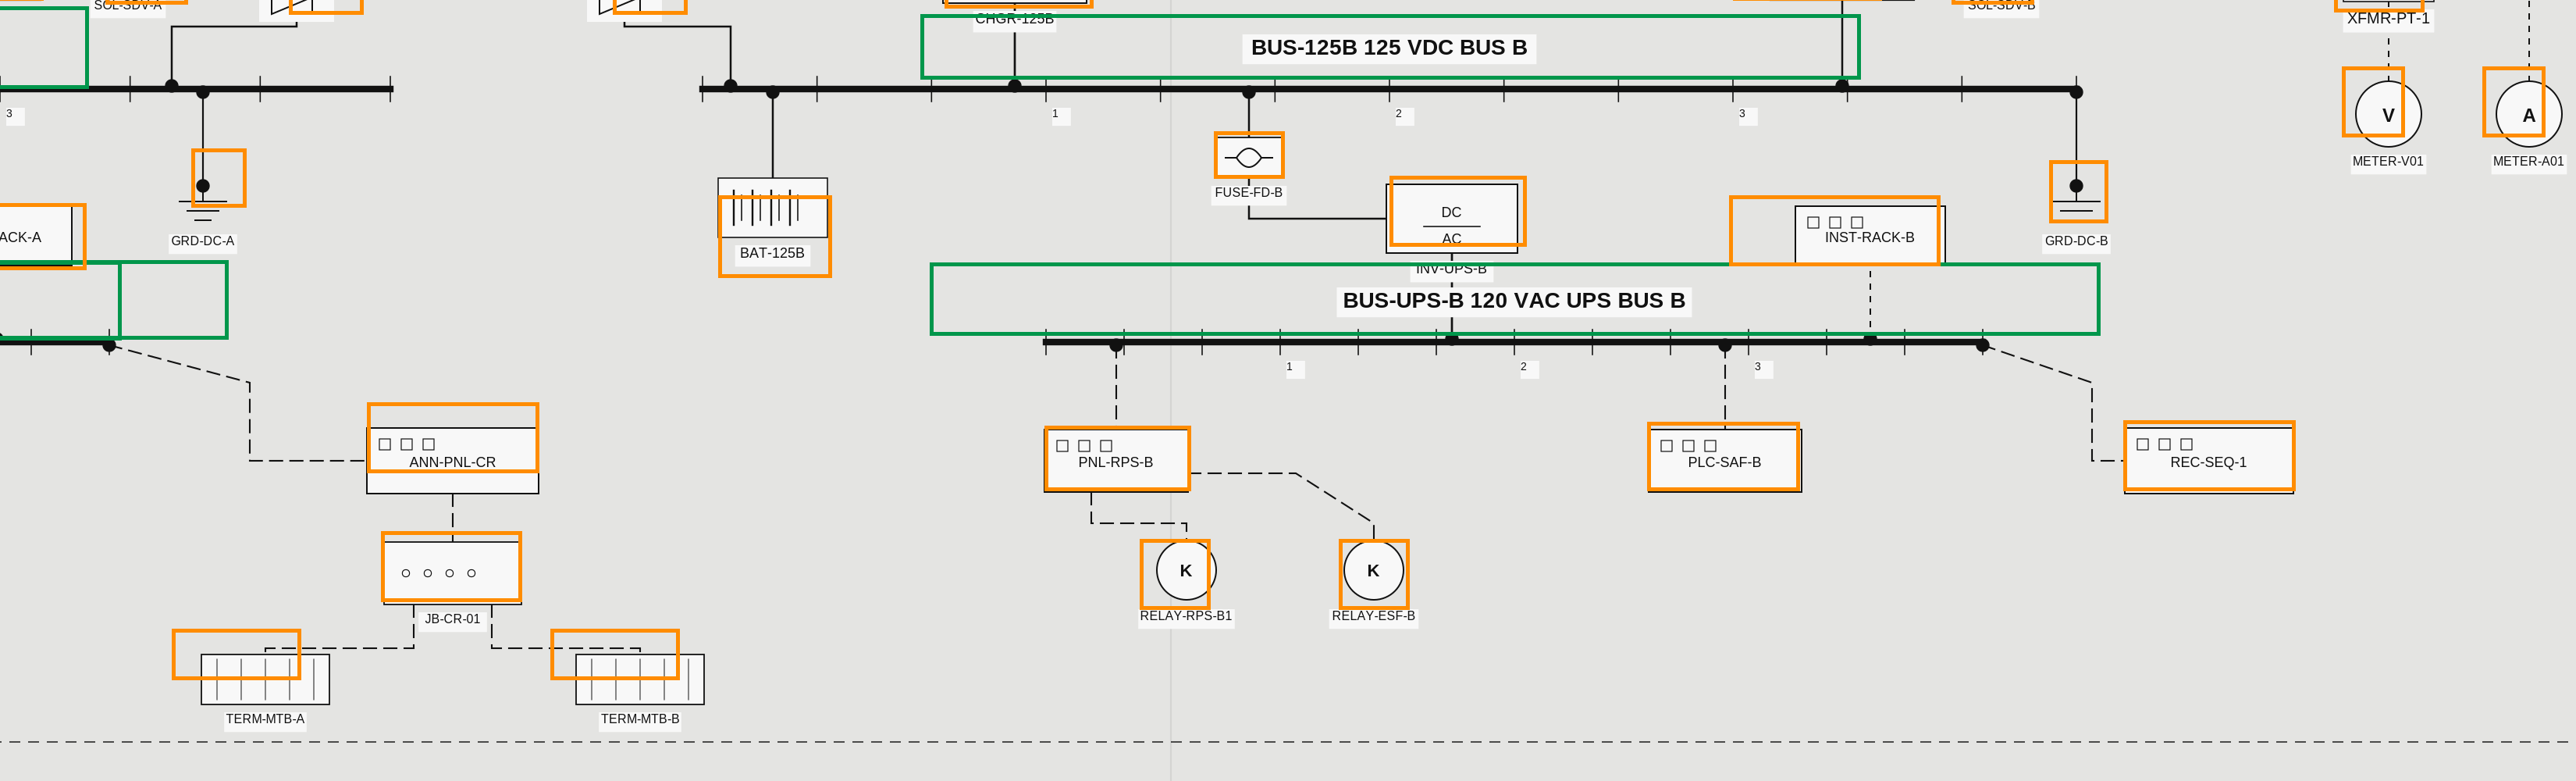 SOL-SDV-A
CHGR-125B
SOL-SDV-B
XFMR-PT-1
BUS-125B 125 VDC BUS B
3
1
2
3
V
A
METER-V01
METER-A01
FUSE-FD-B
DC
AC
INST-RACK-B
ACK-A
GRD-DC-A
BAT-125B
GRD-DC-B
INV-UPS-B
BUS-UPS-B 120 VAC UPS BUS B
1
2
3
ANN-PNL-CR
PNL-RPS-B
PLC-SAF-B
REC-SEQ-1
K
K
JB-CR-01
RELAY-RPS-B1
RELAY-ESF-B
TERM-MTB-A
TERM-MTB-B